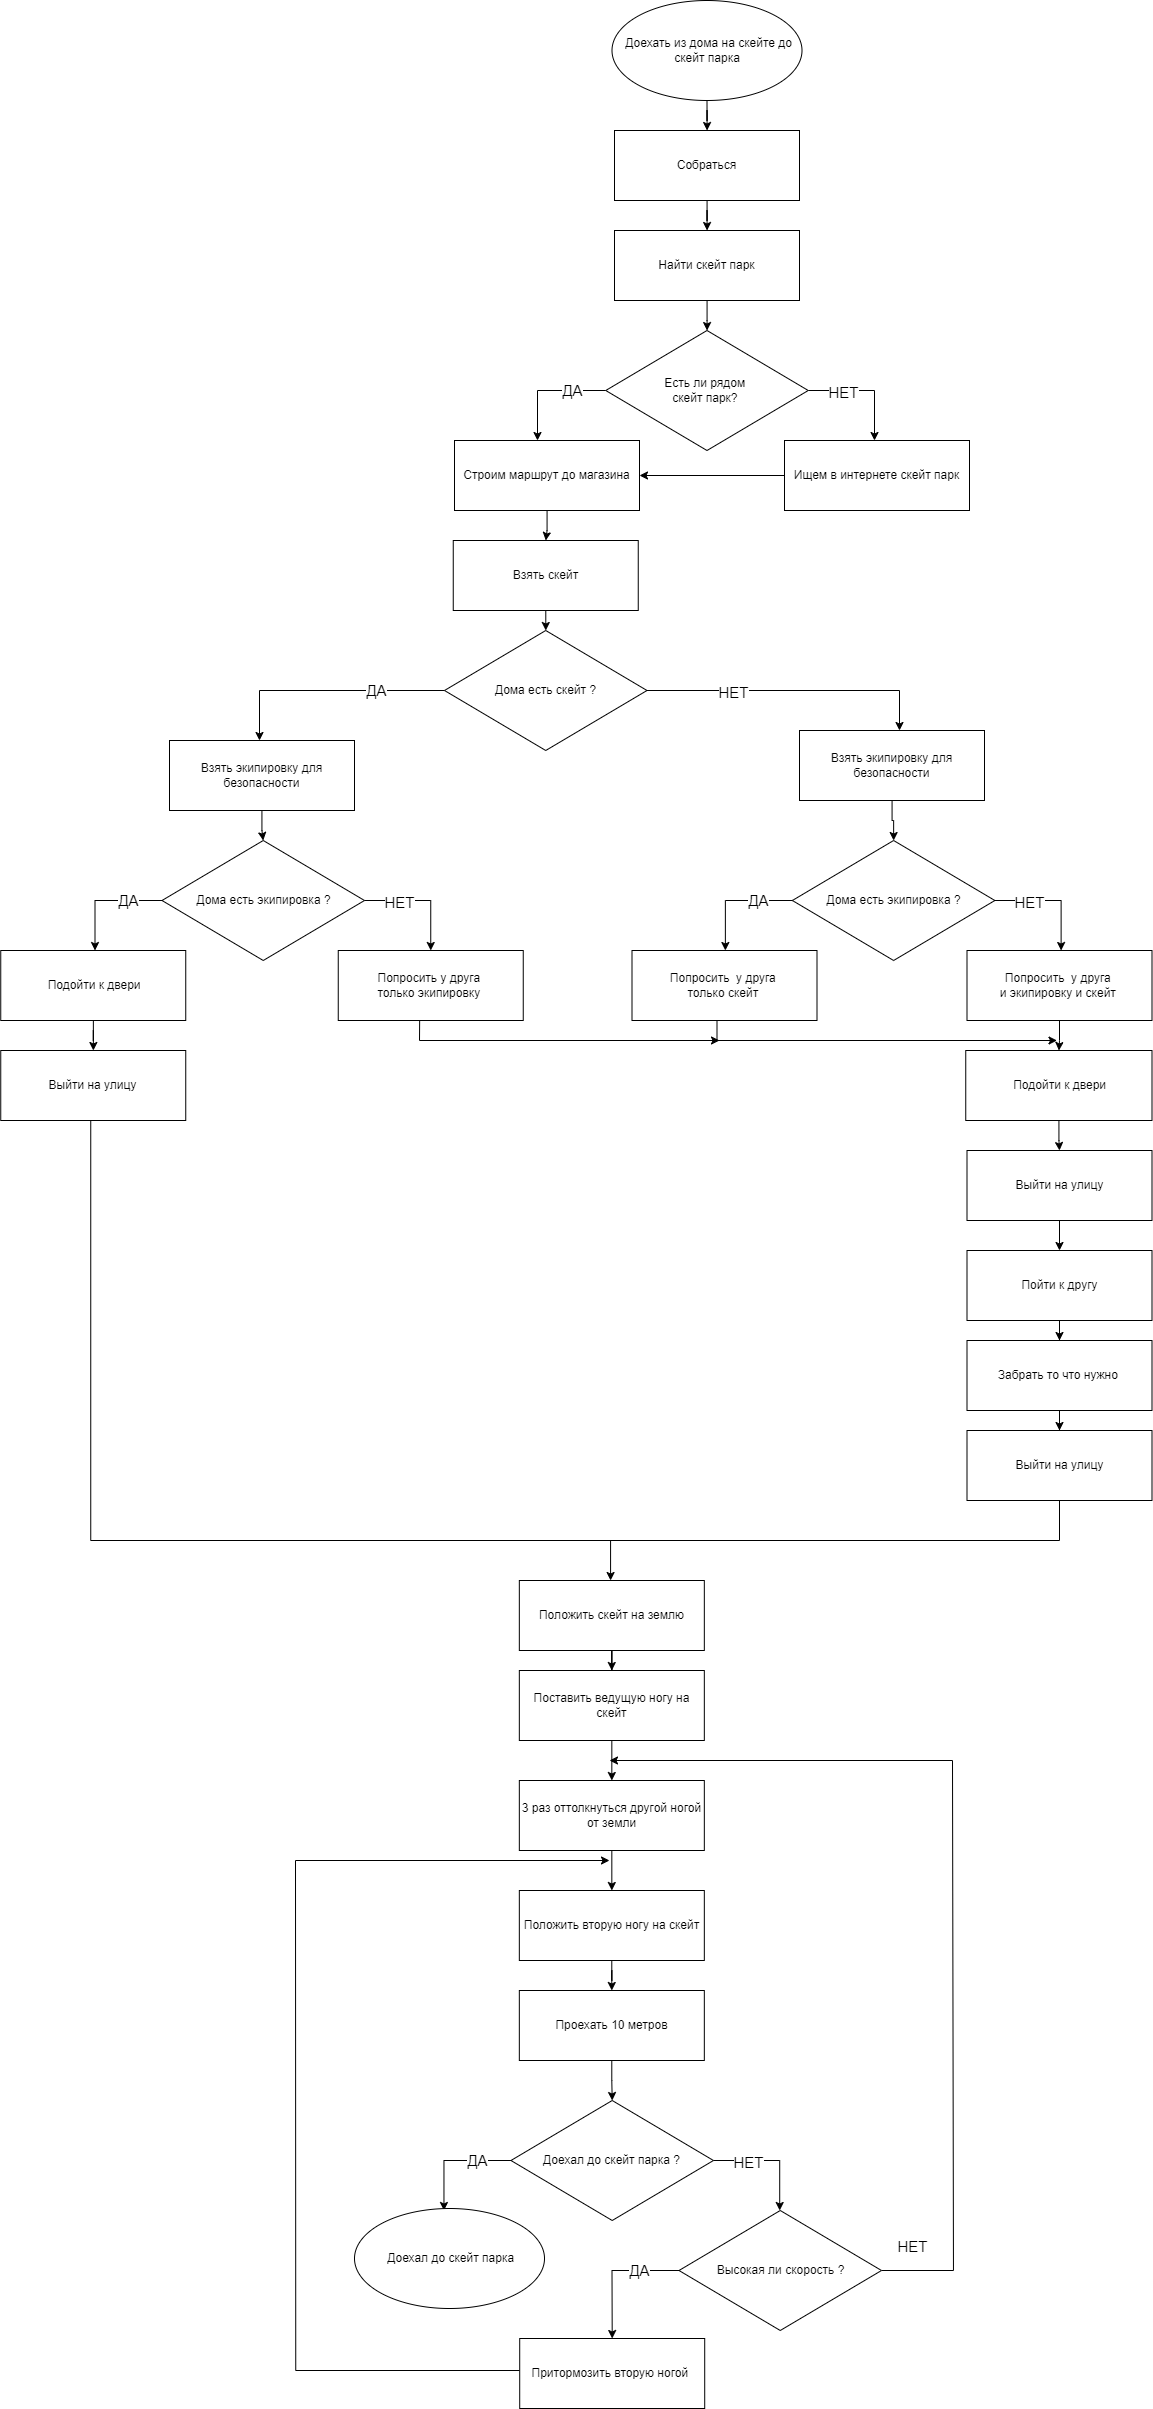 Доехать из дома на скейте до
скейт парка
Собраться
Найти скейт парк
Есть ли рядом
скейт парк?
ДА
НЕТ
Строим маршрут до магазина
Ищем в интернете скейт парк
Взять скейт
Дома есть скейт ?
ДА
НЕТ
Взять экипировку для
безопасности
Взять экипировку для
безопасности
Дома есть экипировка ?
ДА
НЕТ
Дома есть экипировка ?
ДА
НЕТ
Подойти к двери
Попросить у друга
только экипировку
Попросить у друга
только скейт
Попросить у друга
и экипировку и скейт
Выйти на улицу
Подойти к двери
Выйти на улицу
Пойти к другу
Забрать то что нужно
Выйти на улицу
Положить скейт на землю
Поставить ведущую ногу на
скейт
3 раз оттолкнуться другой ногой
от земли
Положить вторую ногу на скейт
Проехать 10 метров
Доехал до скейт парка ?
ДА
НЕТ
Доехал до скейт парка
Высокая ли скорость ?
НЕТ
ДА
Притормозить вторую ногой